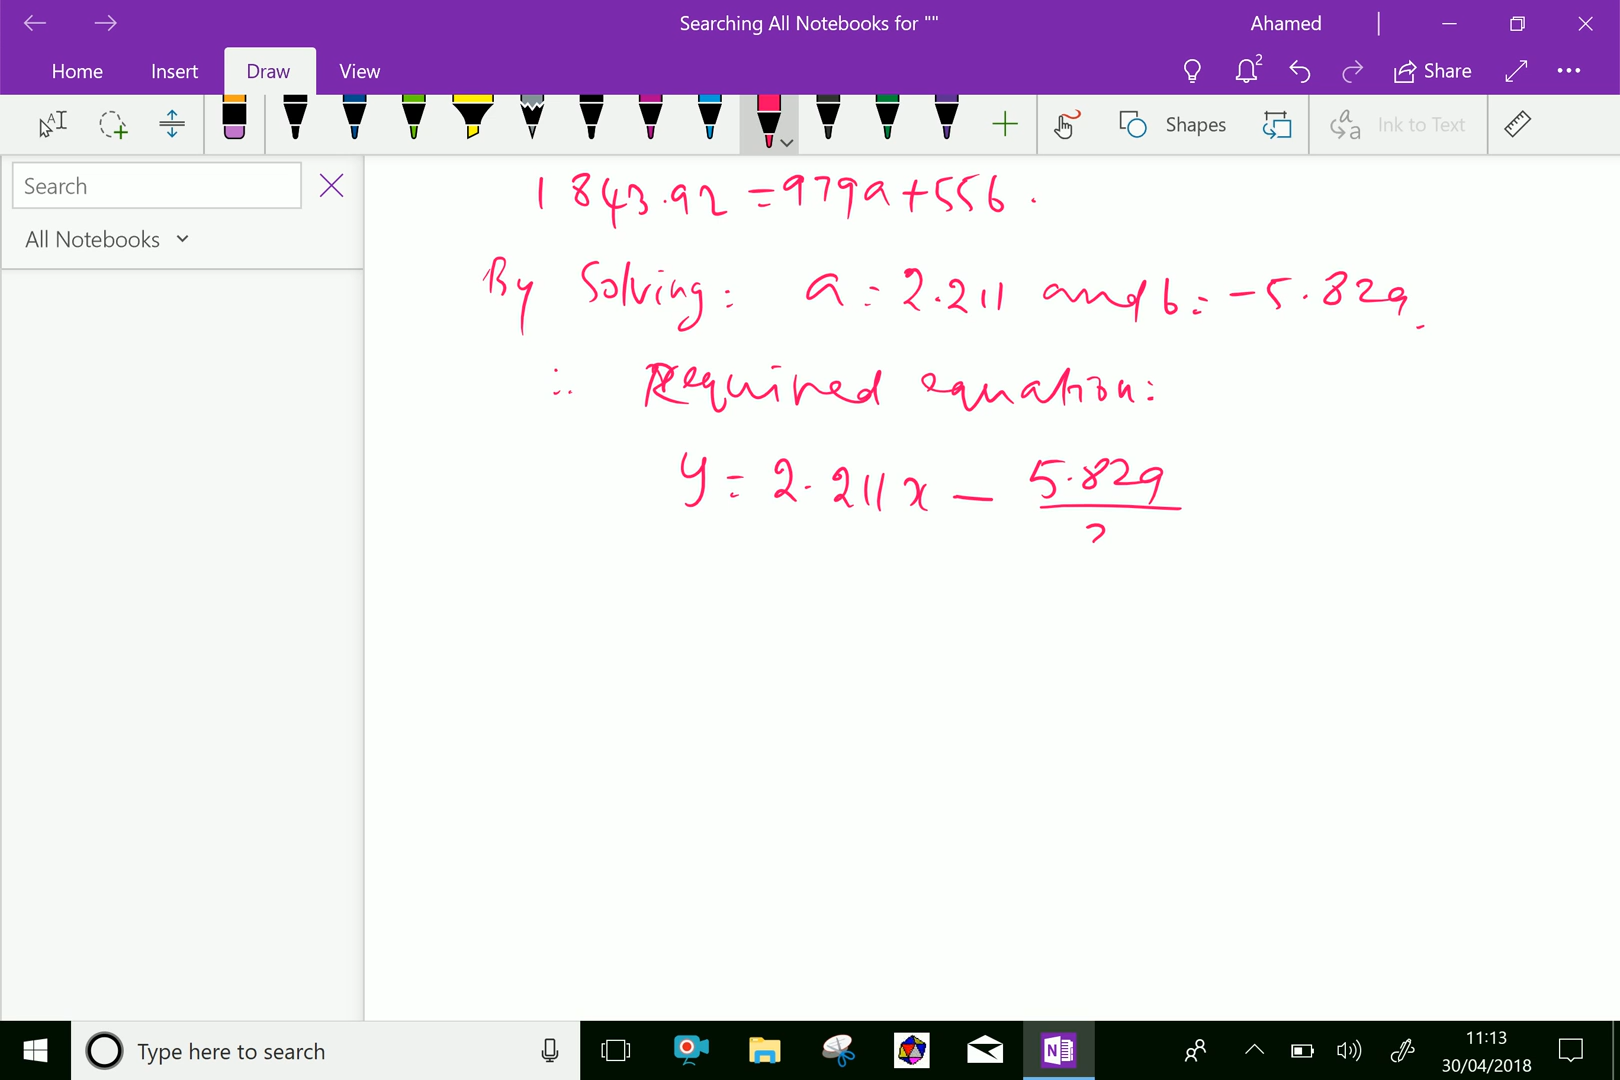 Searching All Notebooks for ""
Ahamed
Home Insert Draw View
2
Share
Shapes
Ink to Text
Search
All Notebooks
1843.92 = 979a + 55b.
By Solving: a = 2.211 and b = -5.829.
∴ Required equation:
y = 2.211x - 5.829
2
Type here to search
11:13
30/04/2018